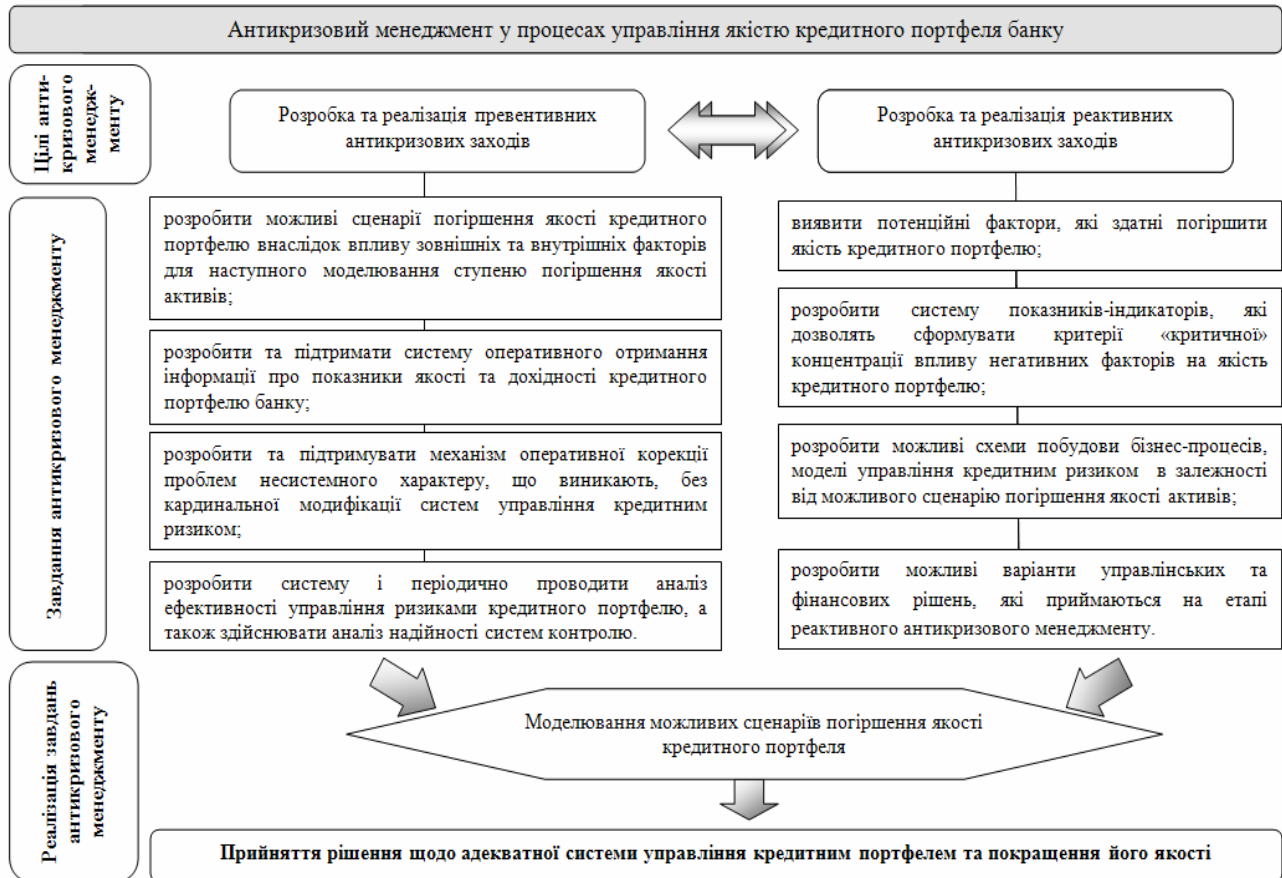 Антикризовий менеджмент у процесах управління якістю кредитного портфеля банку
Цілі анти-
кризового
менедж-
менту
Розробка та реалізація превентивних
антикризових заходів
Розробка та реалізація реактивних
антикризових заходів
Завдання антикризового менеджменту
розробити можливі сценарії погіршення якості кредитного
портфелю внаслідок впливу зовнішніх та внутрішніх факторів
для наступного моделювання ступеню погіршення якості
активів;
розробити та підтримати систему оперативного отримання
інформації про показники якості та дохідності кредитного
портфелю банку;
розробити та підтримувати механізм оперативної корекції
проблем несистемного характеру, що виникають, без
кардинальної модифікації систем управління кредитним
ризиком;
розробити систему і періодично проводити аналіз
ефективності управління ризиками кредитного портфелю, а
також здійснювати аналіз надійності систем контролю.
виявити потенційні фактори, які здатні погіршити
якість кредитного портфелю;
розробити систему показників-індикаторів, які
дозволять сформувати критерії «критичної»
концентрації впливу негативних факторів на якість
кредитного портфелю;
розробити можливі схеми побудови бізнес-процесів,
моделі управління кредитним ризиком в залежності
від можливого сценарію погіршення якості активів;
розробити можливі варіанти управлінських та
фінансових рішень, які приймаються на етапі
реактивного антикризового менеджменту.
Реалізація завдань
антикризового
менеджменту
Моделювання можливих сценаріїв погіршення якості
кредитного портфеля
Прийняття рішення щодо адекватної системи управління кредитним портфелем та покращення його якості